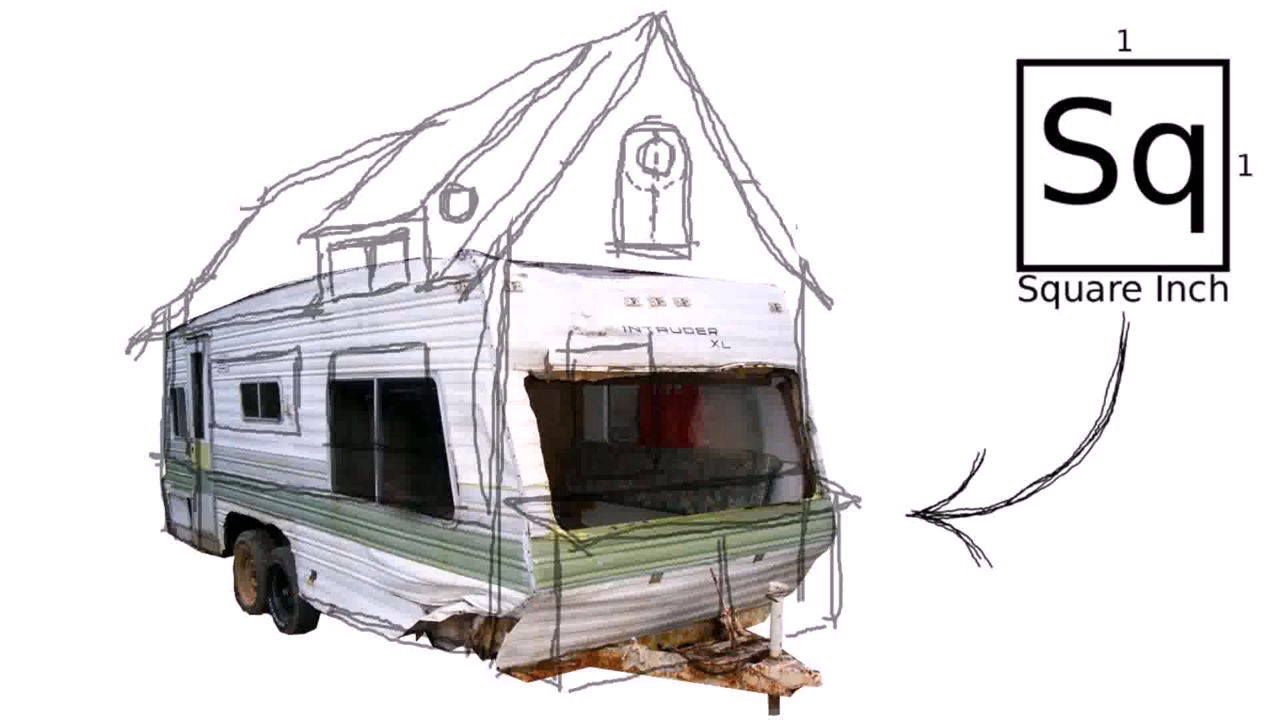 1
Sq
1
Square Inch
INTRUDER
XL